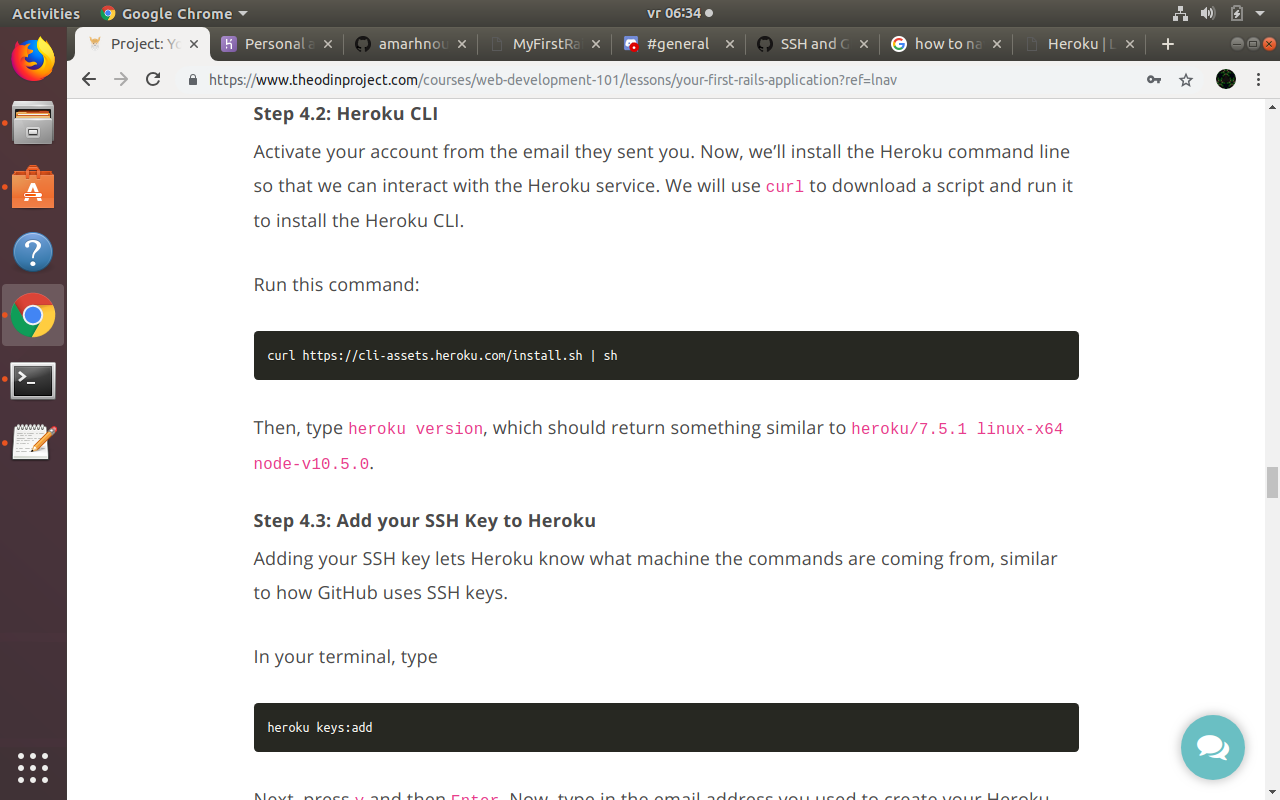 Activities Google Chrome vr 06:34
Project: Yo Personal a amarhnou MyFirstRa #general SSH and G how to na Heroku | L
https://www.theodinproject.com/courses/web-development-101/lessons/your-first-rails-application?ref=lnav
Step 4.2: Heroku CLI
Activate your account from the email they sent you. Now, we’ll install the Heroku command line
so that we can interact with the Heroku service. We will use curl to download a script and run it
to install the Heroku CLI.
Run this command:
curl https://cli-assets.heroku.com/install.sh | sh
Then, type heroku version, which should return something similar to heroku/7.5.1 linux-x64
node-v10.5.0.
Step 4.3: Add your SSH Key to Heroku
Adding your SSH key lets Heroku know what machine the commands are coming from, similar
to how GitHub uses SSH keys.
In your terminal, type
heroku keys:add
Next, press y and then Enter. Now, type in the email address you used to create your Heroku